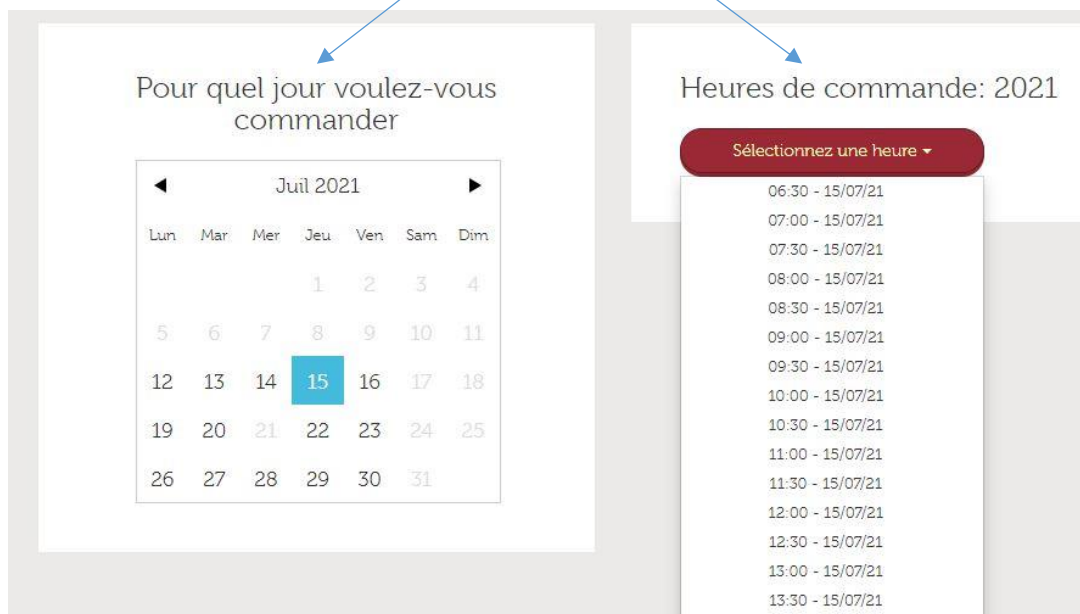 Pour quel jour voulez-vous
commander
Juil 2021
Lun Mar Mer Jeu Ven Sam Dim
1 2 3 4
5 6 7 8 9 10 11
12 13 14 15 16 17 18
19 20 21 22 23 24 25
26 27 28 29 30 31
Heures de commande: 2021
Sélectionnez une heure
06:30 - 15/07/21
07:00 - 15/07/21
07:30 - 15/07/21
08:00 - 15/07/21
08:30 - 15/07/21
09:00 - 15/07/21
09:30 - 15/07/21
10:00 - 15/07/21
10:30 - 15/07/21
11:00 - 15/07/21
11:30 - 15/07/21
12:00 - 15/07/21
12:30 - 15/07/21
13:00 - 15/07/21
13:30 - 15/07/21